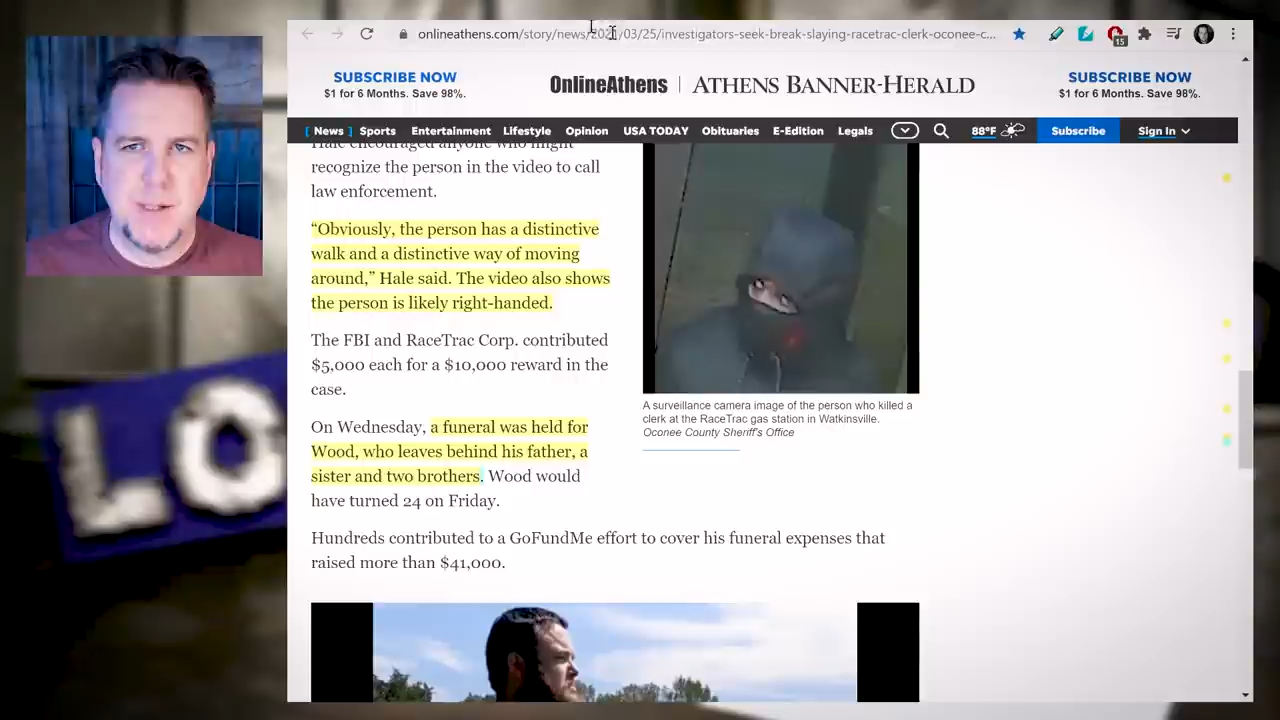 onlineathens.com/story/news/2021/03/25/investigators-seek-break-slaying-racetrac-clerk-oconee-c...
15
SUBSCRIBE NOW
$1 for 6 Months. Save 98%.
OnlineAthens | ATHENS BANNER-HERALD
SUBSCRIBE NOW
$1 for 6 Months. Save 98%.
[ News ] Sports Entertainment Lifestyle Opinion USA TODAY Obituaries E-Edition Legals 88°F Subscribe Sign In
Hale encouraged anyone who might
recognize the person in the video to call
law enforcement.
“Obviously, the person has a distinctive
walk and a distinctive way of moving
around,” Hale said. The video also shows
the person is likely right-handed.
The FBI and RaceTrac Corp. contributed
$5,000 each for a $10,000 reward in the
case.
A surveillance camera image of the person who killed a
clerk at the RaceTrac gas station in Watkinsville.
Oconee County Sheriff's Office
On Wednesday, a funeral was held for
Wood, who leaves behind his father, a
sister and two brothers. Wood would
have turned 24 on Friday.
Hundreds contributed to a GoFundMe effort to cover his funeral expenses that
raised more than $41,000.
LO